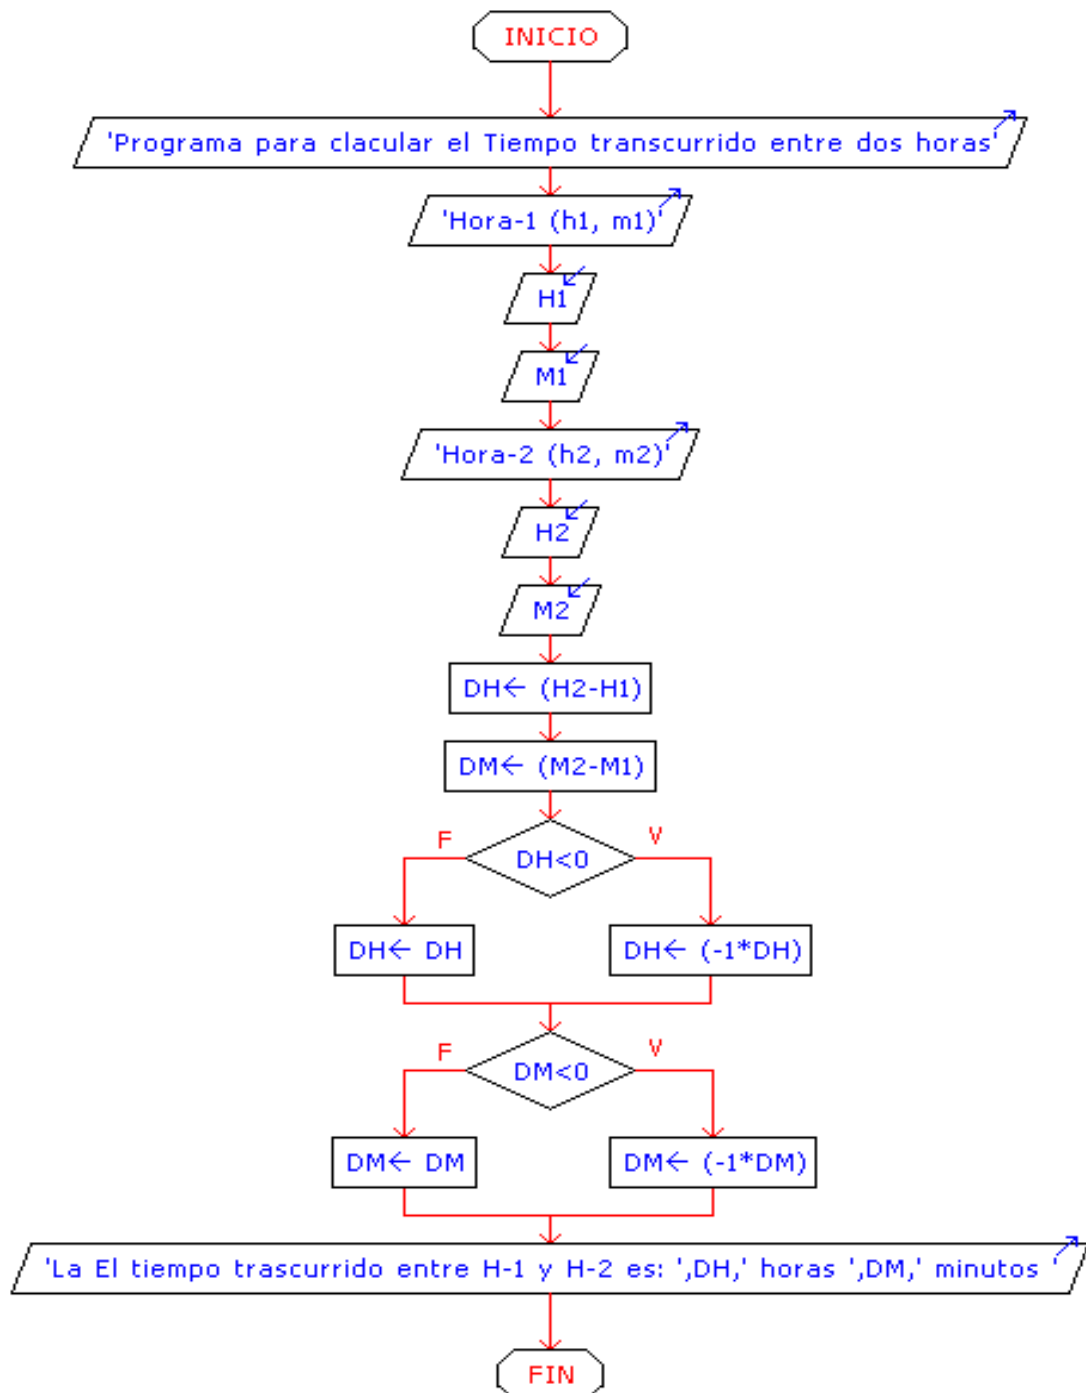 INICIO
'Programa para clacular el Tiempo transcurrido entre dos horas'
'Hora-1 (h1, m1)'
H1
M1
'Hora-2 (h2, m2)'
H2
M2
DH← (H2-H1)
DM← (M2-M1)
F
V
DH<0
DH← DH
DH← (-1*DH)
F
V
DM<0
DM← DM
DM← (-1*DM)
'La El tiempo trascurrido entre H-1 y H-2 es: ',DH,' horas ',DM,' minutos '
FIN